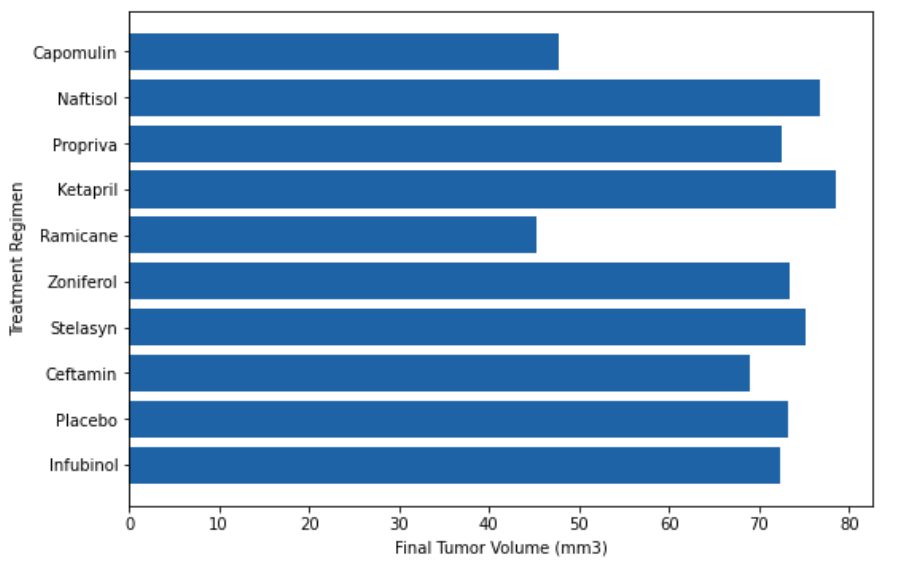 Capomulin
Naftisol
Propriva
Ketapril
Ramicane
Zoniferol
Stelasyn
Ceftamin
Placebo
Infubinol
Treatment Regimen
0 10 20 30 40 50 60 70 80
Final Tumor Volume (mm3)